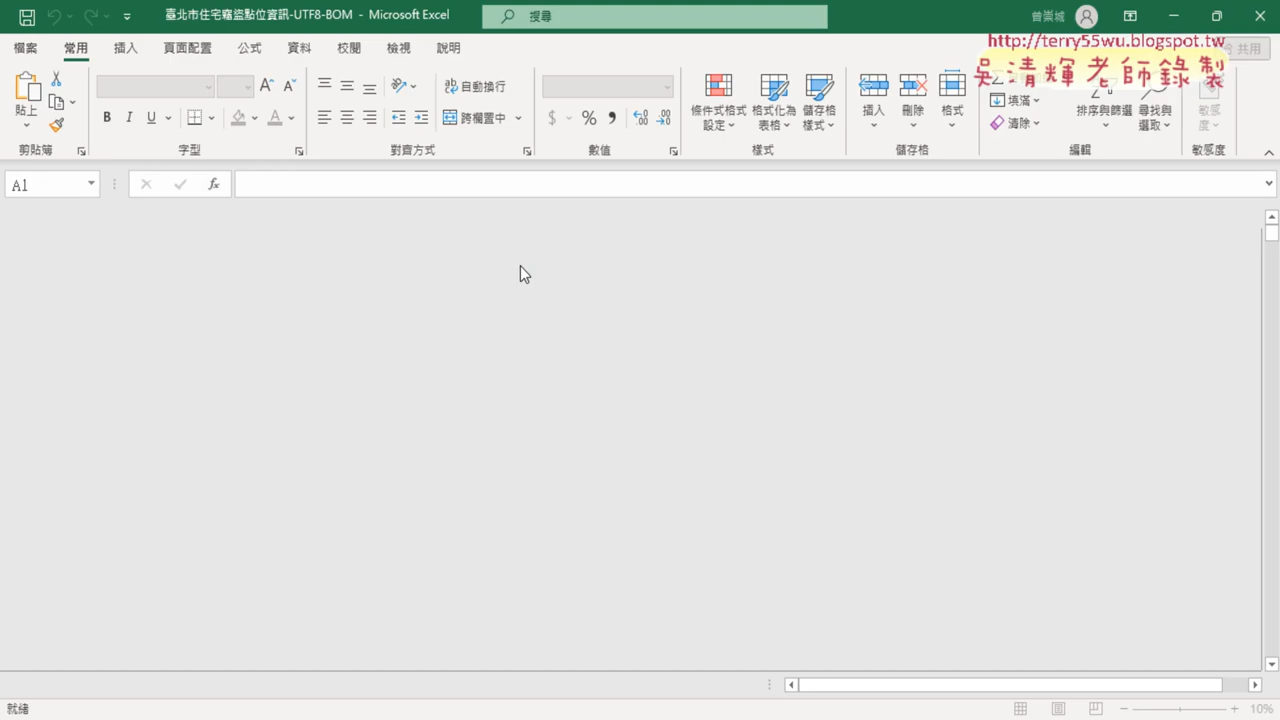 臺北市住宅竊盜點位資訊-UTF8-BOM - Microsoft Excel
搜尋
曾崇城
檔案 常用 插入 頁面配置 公式 資料 校閱 檢視 說明
共用
http://terry55wu.blogspot.tw
吳清輝老師錄製
貼上
B I U
自動換行
跨欄置中
$ % 9
條件式格式設定
格式化為表格
儲存格樣式
插入 刪除 格式
填滿
清除
排序與篩選
尋找與選取
敏感度
剪貼簿 字型 對齊方式 數值 樣式 儲存格 編輯 敏感度
A1
fx
就緒
10%